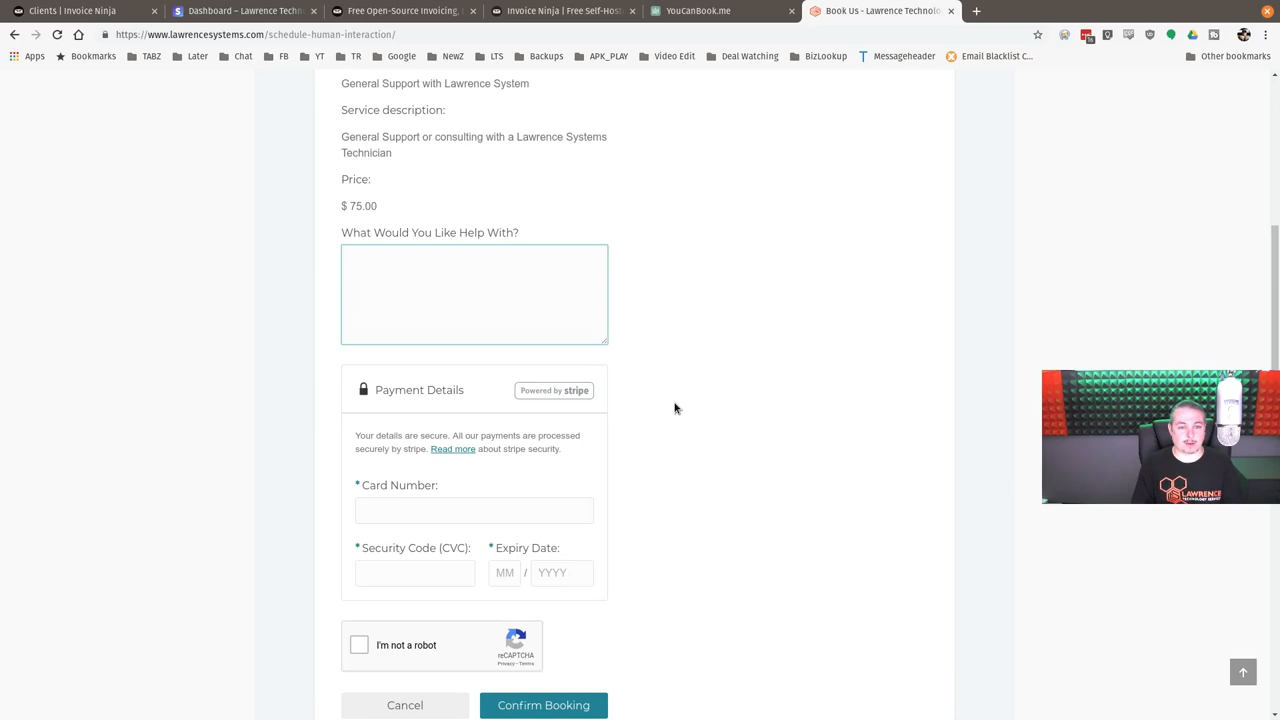 Clients | Invoice Ninja
Dashboard – Lawrence Techn
Free Open-Source Invoicing,
Invoice Ninja | Free Self-Host
YouCanBook.me
Book Us - Lawrence Technolo
https://www.lawrencesystems.com/schedule-human-interaction/
Apps
Bookmarks
TABZ
Later
Chat
FB
YT
TR
Google
NewZ
LTS
Backups
APK_PLAY
Video Edit
Deal Watching
BizLookup
Messageheader
Email Blacklist C...
Other bookmarks
General Support with Lawrence System
Service description:
General Support or consulting with a Lawrence Systems
Technician
Price:
$ 75.00
What Would You Like Help With?
Payment Details
Powered by stripe
Your details are secure. All our payments are processed
securely by stripe. Read more about stripe security.
* Card Number:
* Security Code (CVC):
* Expiry Date:
MM / YYYY
I'm not a robot
reCAPTCHA
Privacy - Terms
Cancel
Confirm Booking
LAWRENCE